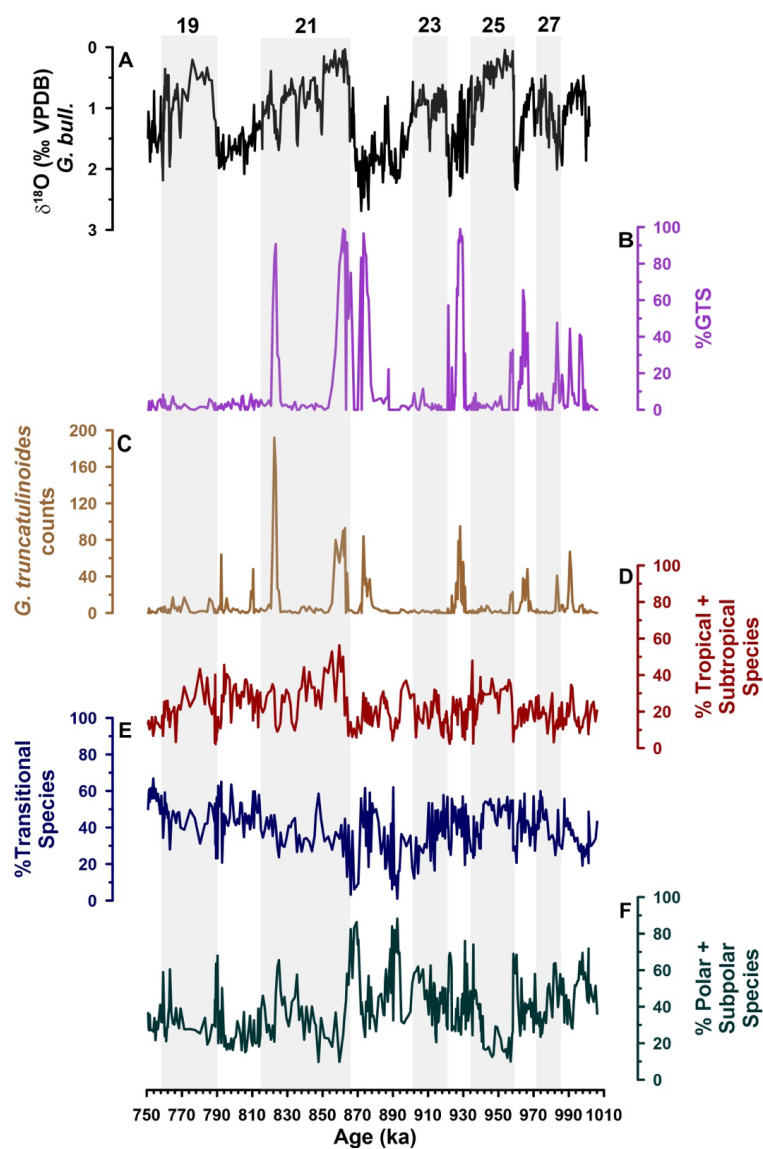 19 21 23 25 27
A
0
1
2
3
δ18O (‰ VPDB)
G. bull.
B
100
80
60
40
20
0
%GTS
C
200
160
120
80
40
0
G. truncatulinoides
counts
D
100
80
60
40
20
0
% Tropical +
Subtropical
Species
E
100
80
60
40
20
0
%Transitional
Species
F
100
80
60
40
20
0
% Polar +
Subpolar
Species
750 770 790 810 830 850 870 890 910 930 950 970 990 1010
Age (ka)